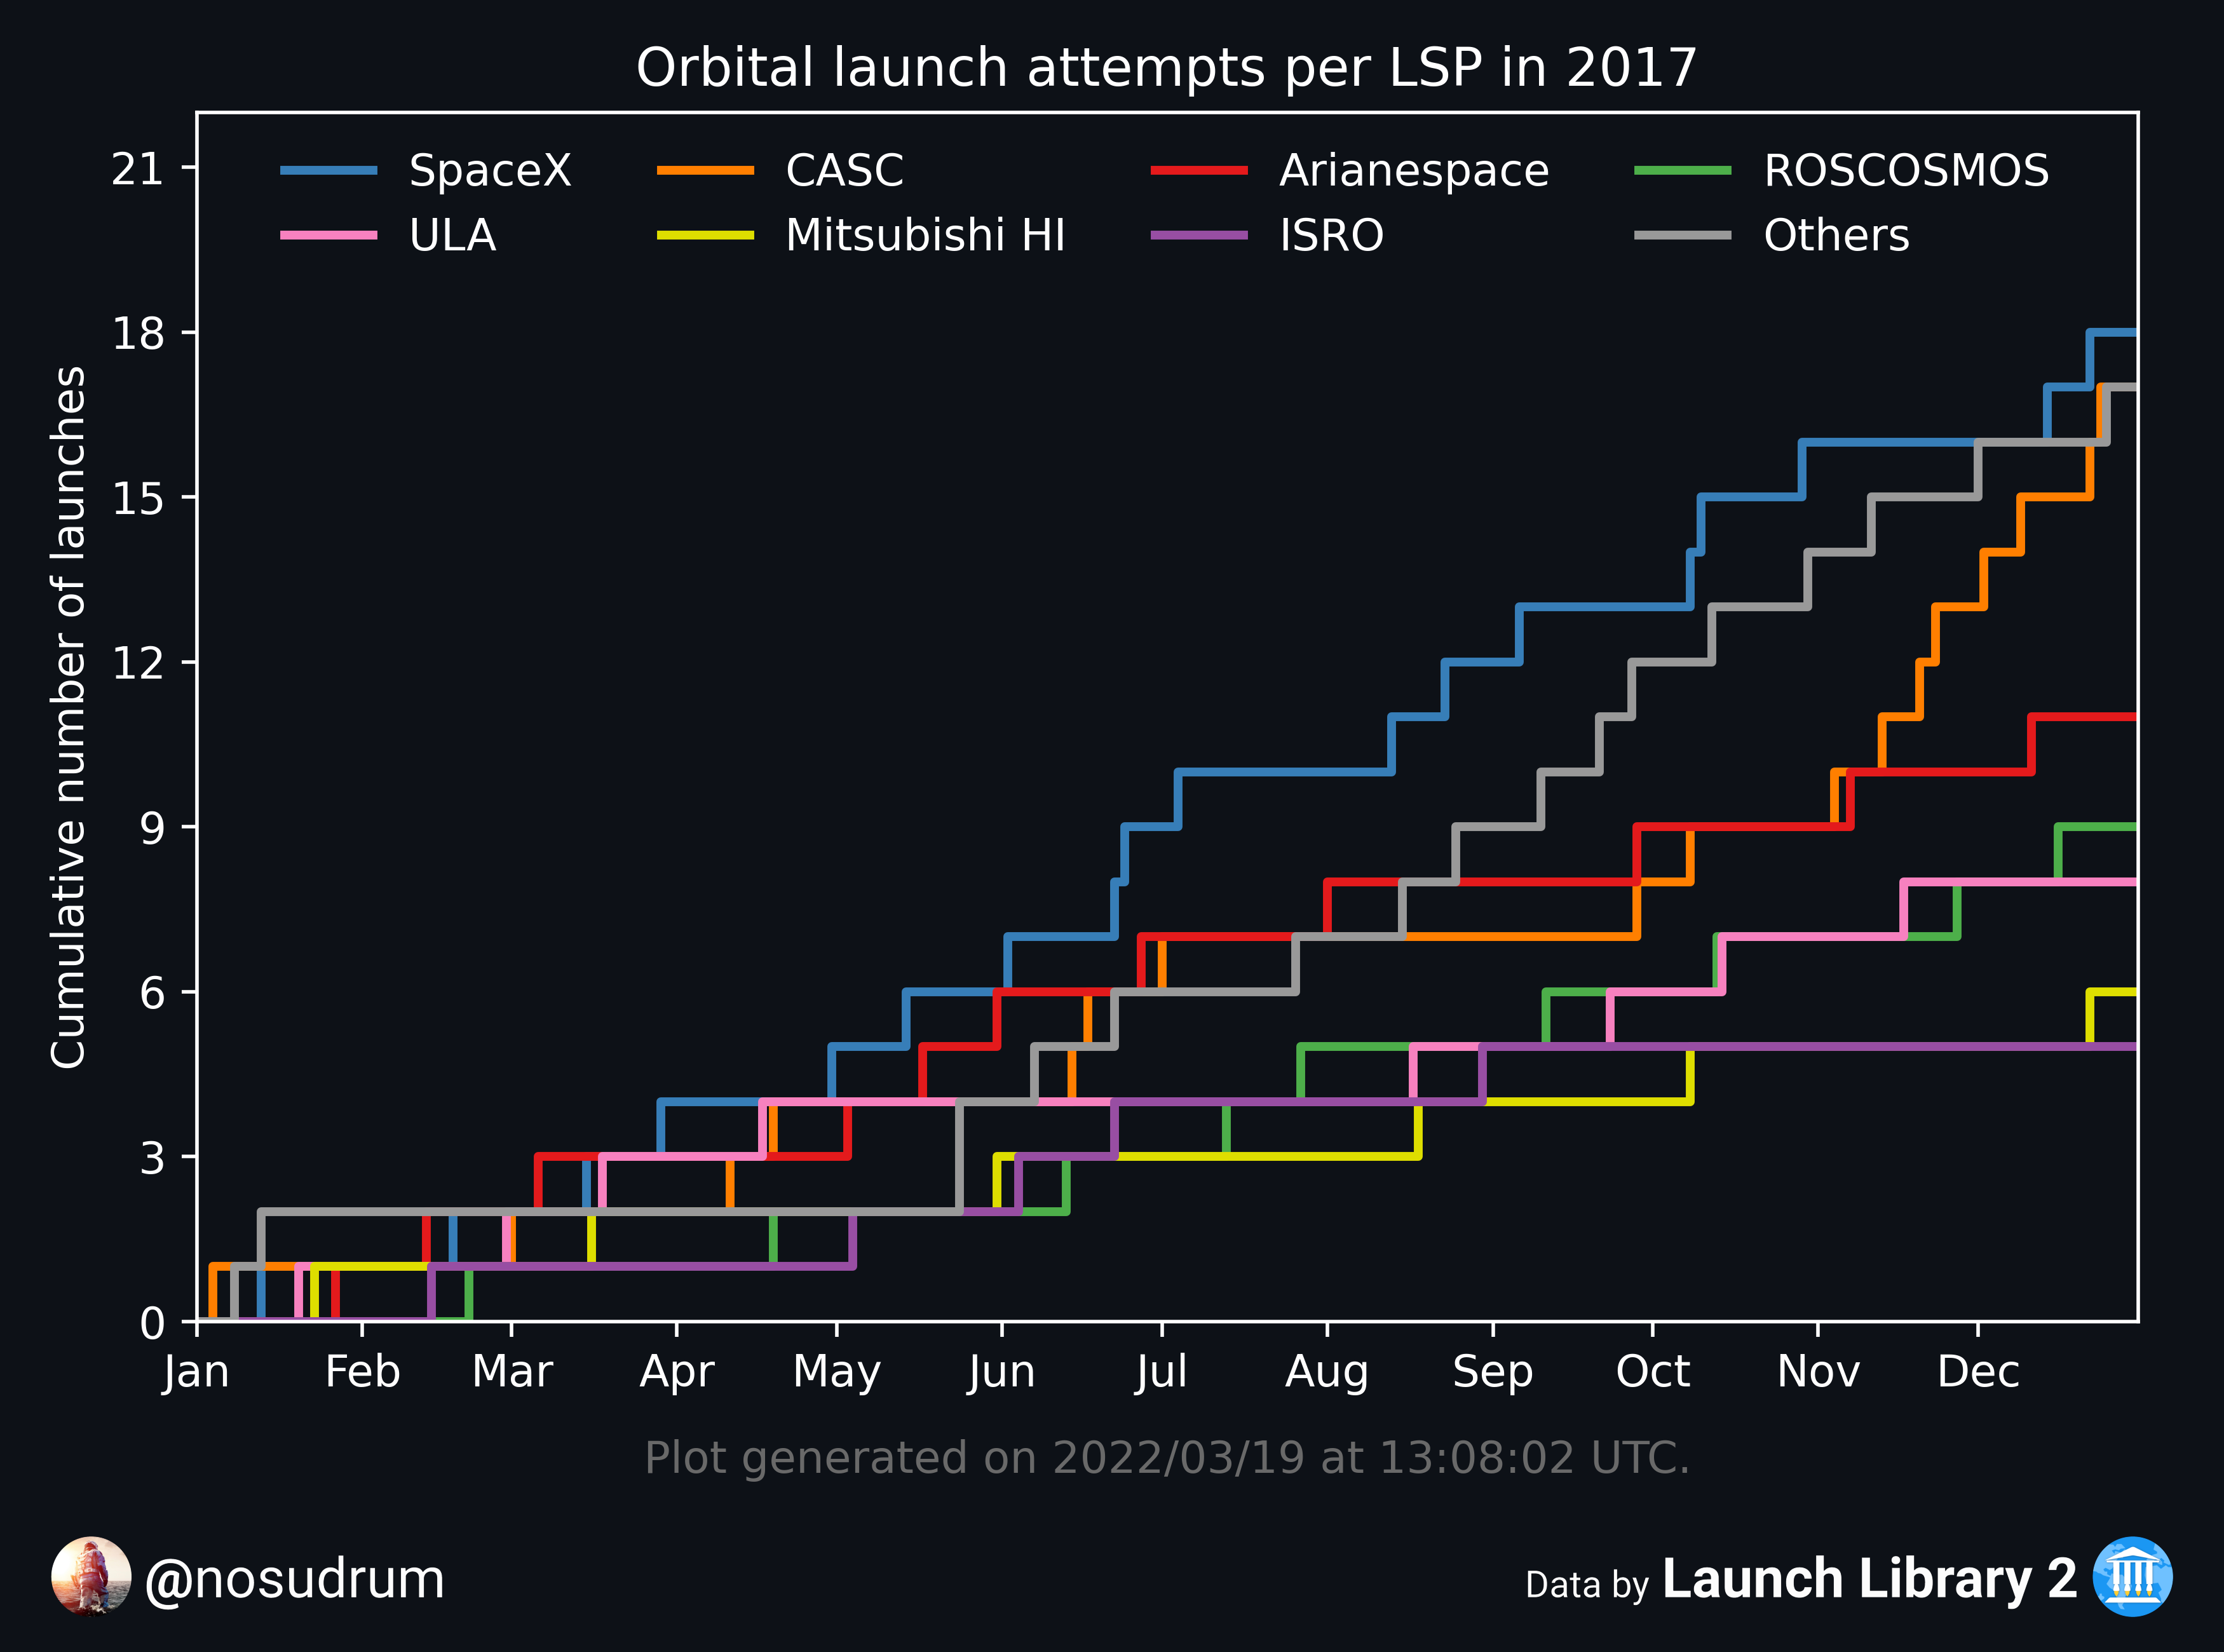 Orbital launch attempts per LSP in 2017
SpaceX CASC Arianespace ROSCOSMOS
ULA Mitsubishi HI ISRO Others
Cumulative number of launches
21
18
15
12
9
6
3
0
Jan Feb Mar Apr May Jun Jul Aug Sep Oct Nov Dec
Plot generated on 2022/03/19 at 13:08:02 UTC.
@nosudrum
Data by Launch Library 2